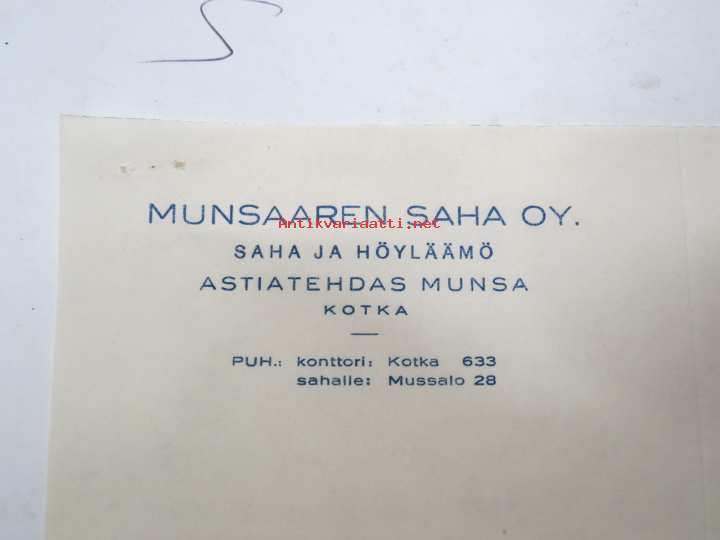 MUNSAAREN SAHA OY.
Antikvariaatti.net
SAHA JA HÖYLÄÄMÖ
ASTIATEHDAS MUNSA
KOTKA
PUH.: konttori: Kotka 633
sahalle: Mussalo 28